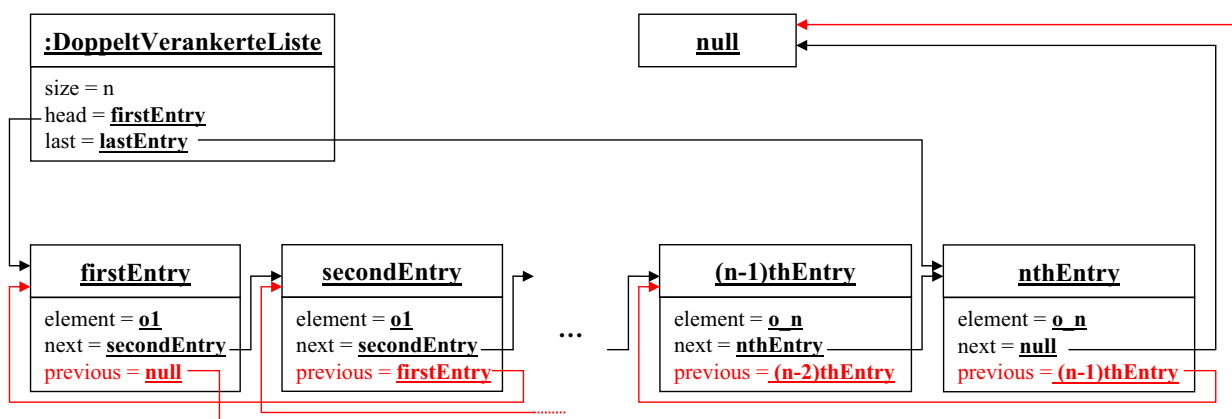 :DoppeltVerankerteListe
size = n
head = firstEntry
last = lastEntry
null
firstEntry
element = o1
next = secondEntry
previous = null
secondEntry
element = o1
next = secondEntry
previous = firstEntry
...
(n-1)thEntry
element = o_n
next = nthEntry
previous = (n-2)thEntry
nthEntry
element = o_n
next = null
previous = (n-1)thEntry